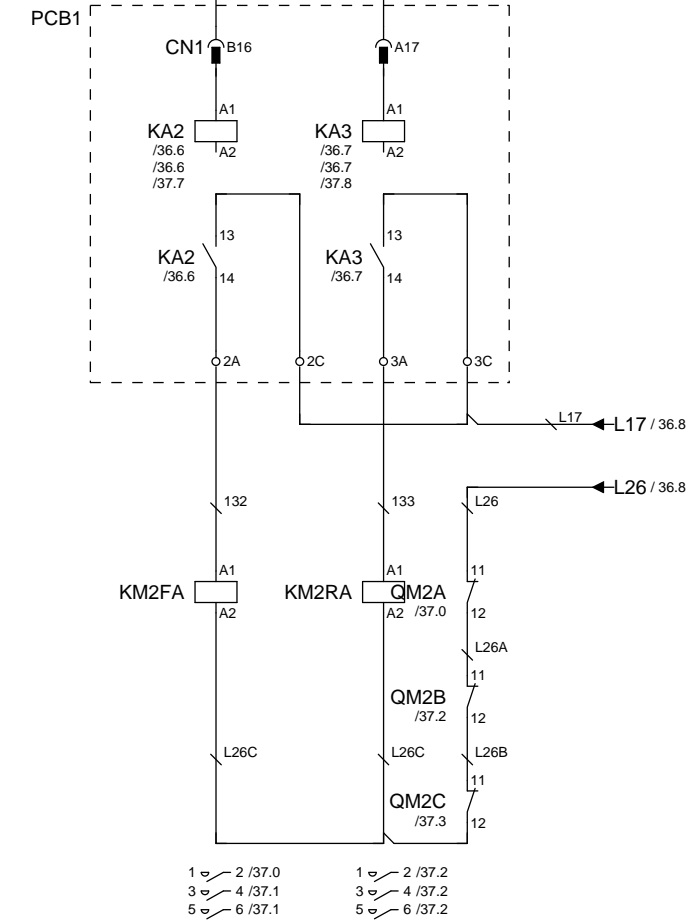 PCB1
CN1 B16
A17
A1
A1
KA2
KA3
/36.6
A2
/36.7
A2
/36.6
/36.7
/37.7
/37.8
13
13
KA2
KA3
/36.6
14
/36.7
14
2A
2C
3A
3C
L17
L17 / 36.8
L26 / 36.8
132
133
L26
A1
A1
11
KM2FA
KM2RA
QM2A
A2
A2
/37.0
12
L26A
11
QM2B
/37.2
12
L26C
L26C
L26B
11
QM2C
/37.3
12
1 2 /37.0
1 2 /37.2
3 4 /37.1
3 4 /37.2
5 6 /37.1
5 6 /37.2